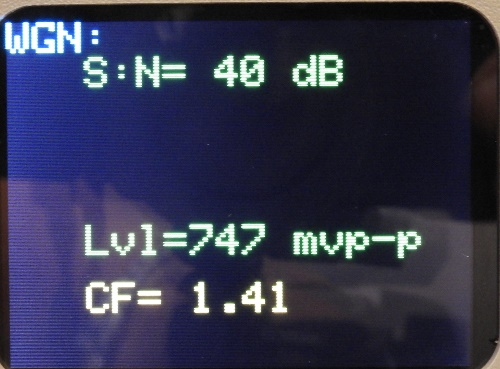 WGN:
S:N= 40 dB
Lvl=747 mvp-p
CF= 1.41